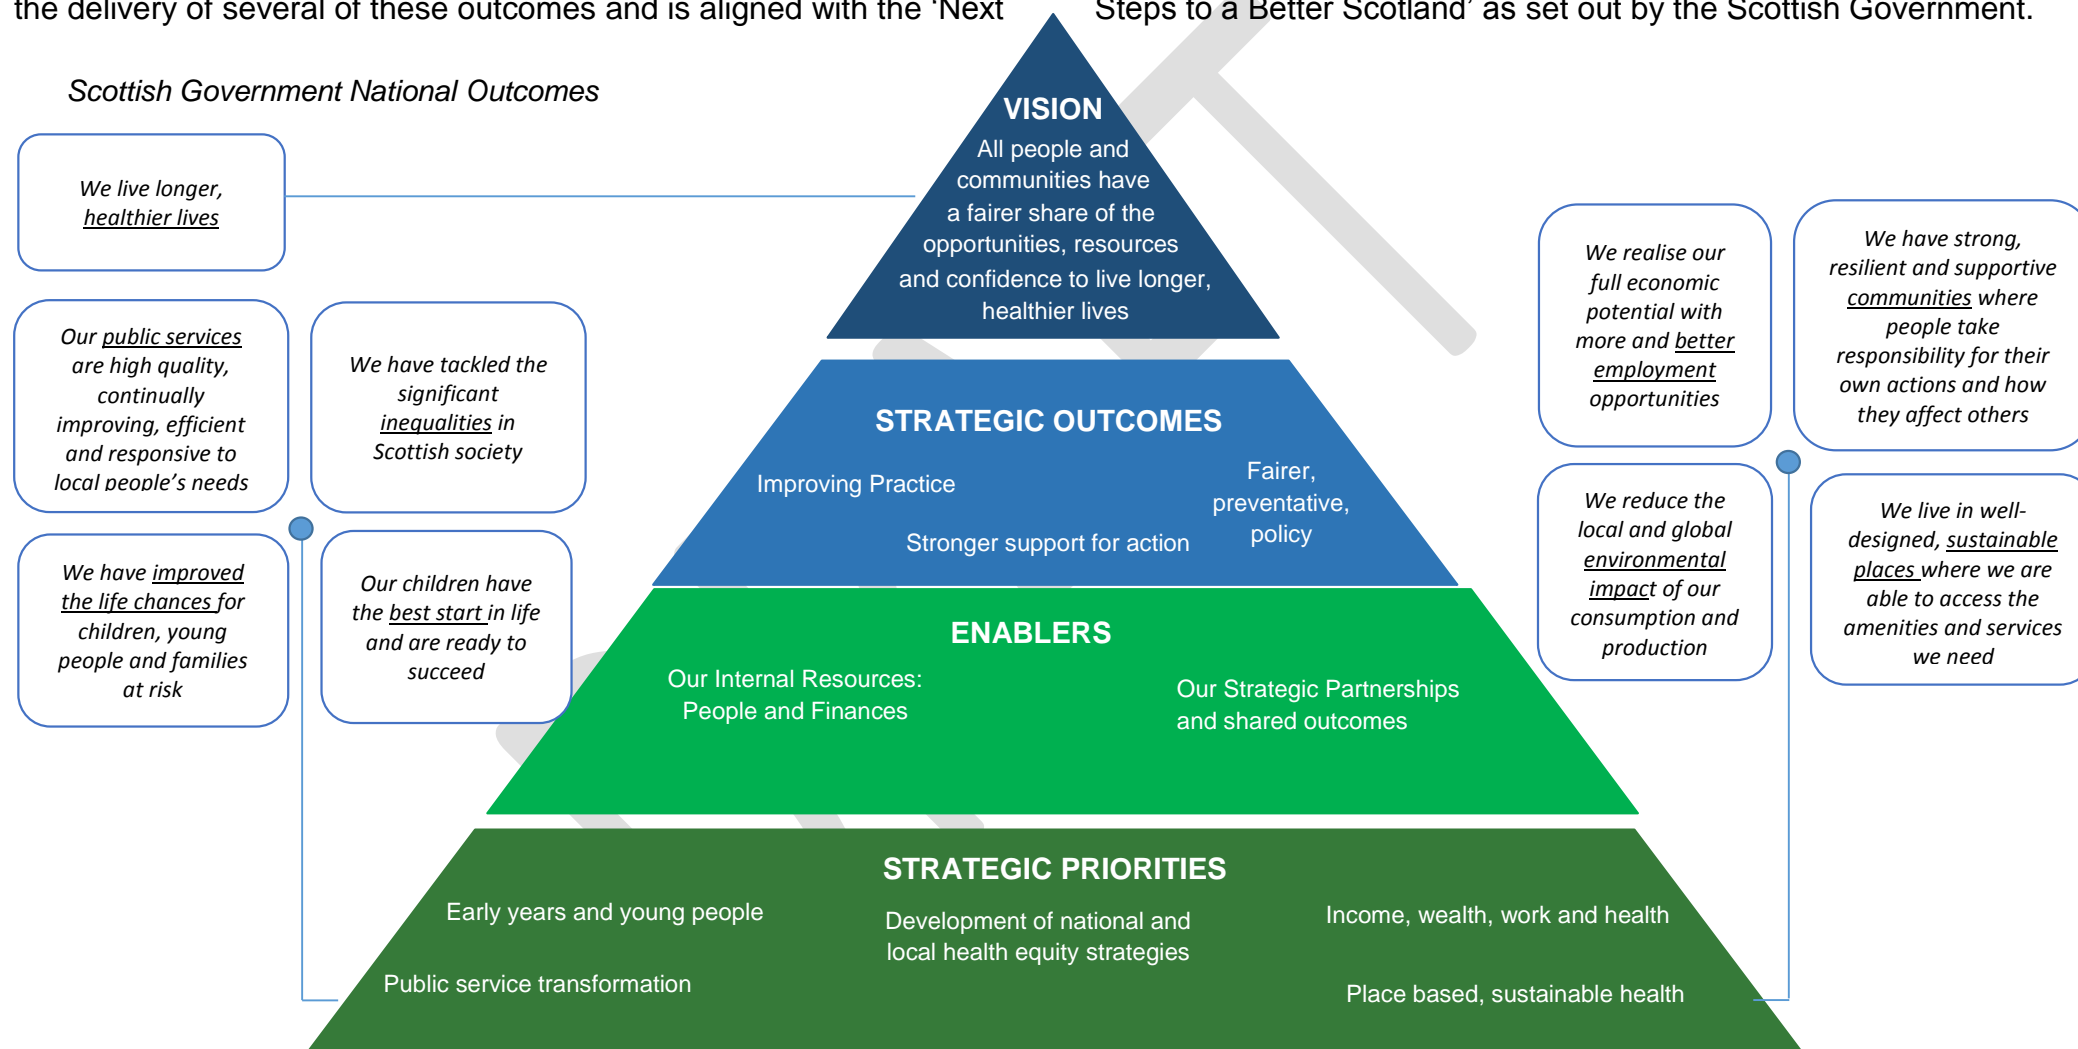 the delivery of several of these outcomes and is aligned with the ‘Next
Steps to a Better Scotland’ as set out by the Scottish Government.
Scottish Government National Outcomes
We live longer,
healthier lives
Our public services
are high quality,
continually
improving, efficient
and responsive to
local people’s needs
We have tackled the
significant
inequalities in
Scottish society
We have improved
the life chances for
children, young
people and families
at risk
Our children have
the best start in life
and are ready to
succeed
VISION
All people and
communities have
a fairer share of the
opportunities, resources
and confidence to live longer,
healthier lives
STRATEGIC OUTCOMES
Improving Practice
Stronger support for action
Fairer,
preventative,
policy
ENABLERS
Our Internal Resources:
People and Finances
Our Strategic Partnerships
and shared outcomes
STRATEGIC PRIORITIES
Early years and young people
Public service transformation
Development of national and
local health equity strategies
Income, wealth, work and health
Place based, sustainable health
We realise our
full economic
potential with
more and better
employment
opportunities
We have strong,
resilient and supportive
communities where
people take
responsibility for their
own actions and how
they affect others
We reduce the
local and global
environmental
impact of our
consumption and
production
We live in well-
designed, sustainable
places where we are
able to access the
amenities and services
we need